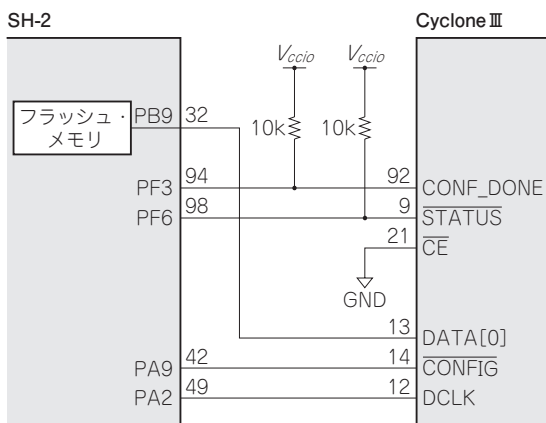 SH-2
Cyclone Ⅲ
Vccio
Vccio
フラッシュ・
メモリ
PB9
32
10k
10k
PF3
94
92
CONF_DONE
PF6
98
9
STATUS
21
CE
GND
13
DATA[0]
PA9
42
14
CONFIG
PA2
49
12
DCLK